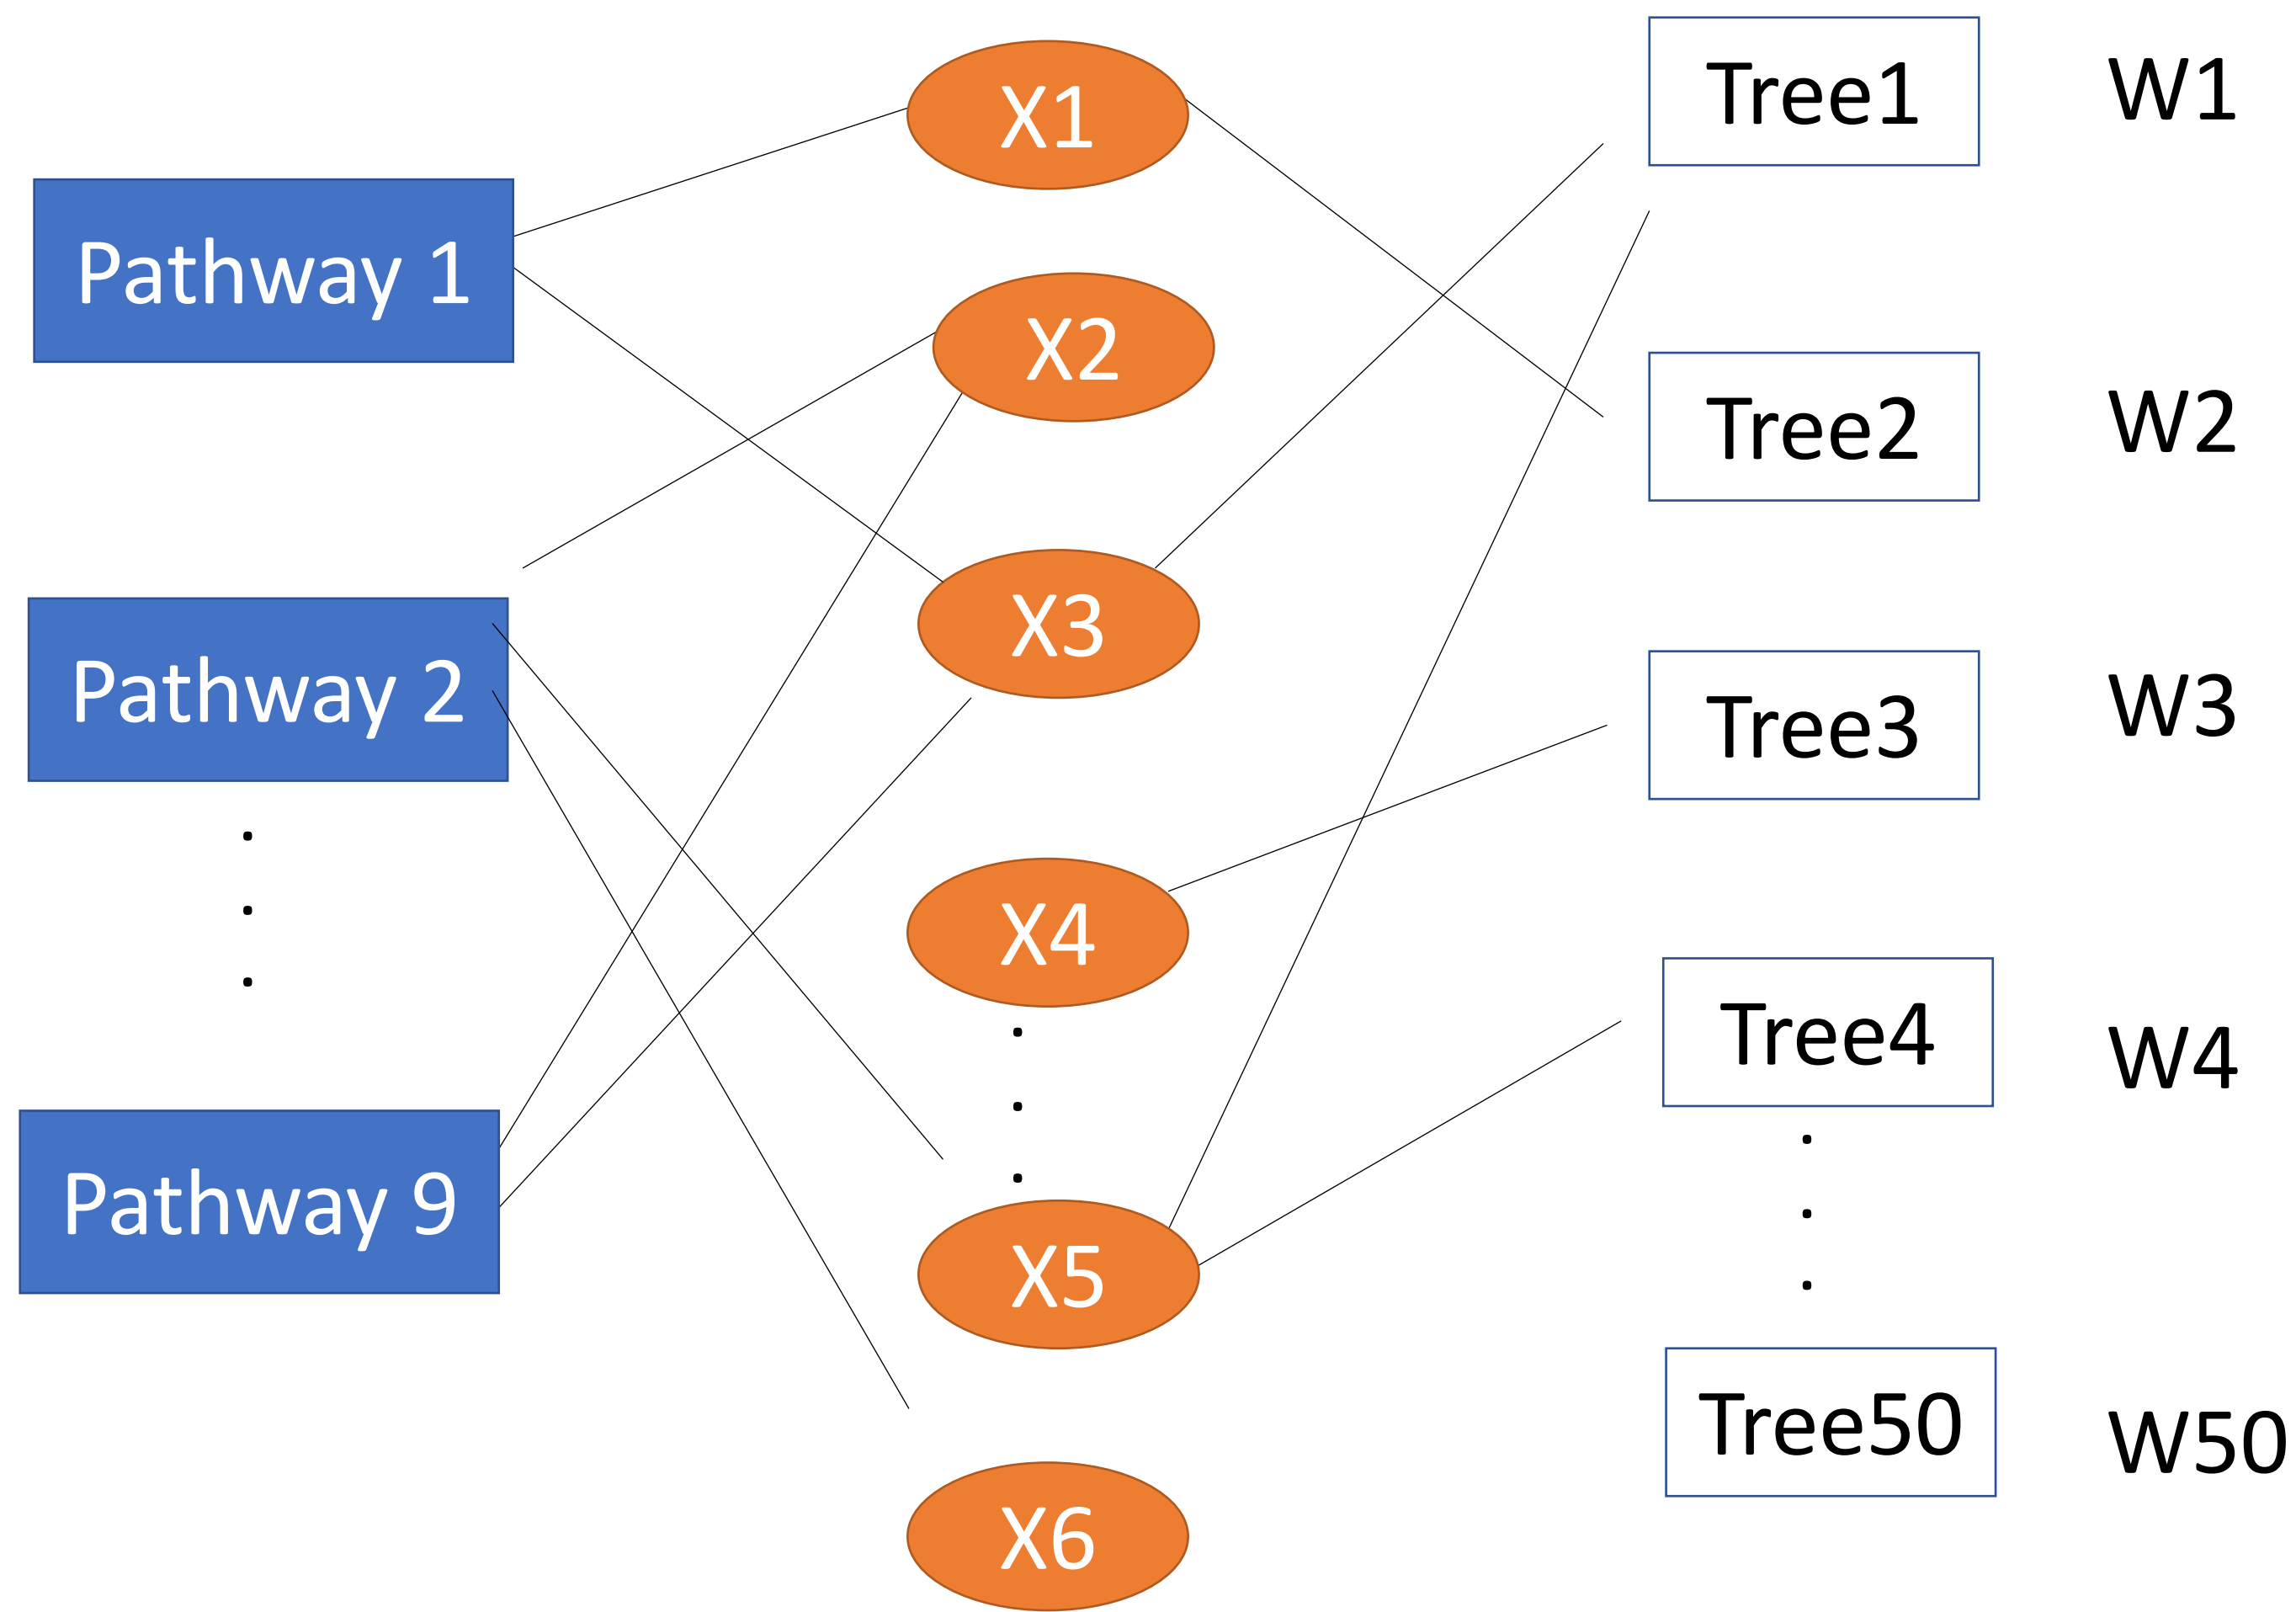 Pathway 1
Pathway 2
.
.
.
Pathway 9
X1
X2
X3
X4
.
.
.
X5
X6
Tree1
Tree2
Tree3
Tree4
.
.
.
Tree50
W1
W2
W3
W4
W50